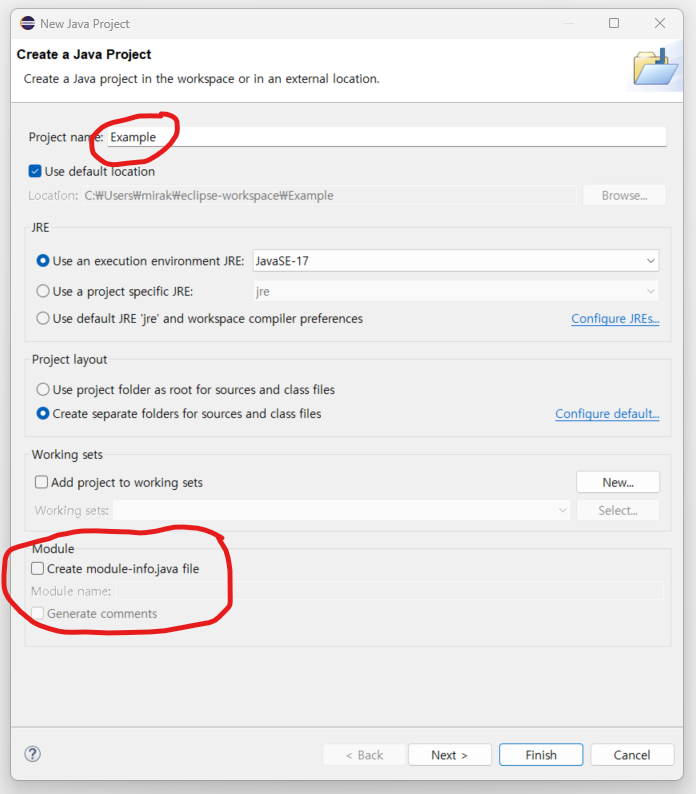 New Java Project
Create a Java Project
Create a Java project in the workspace or in an external location.
Project name: Example
Use default location
Location: C:₩Users₩mirak₩eclipse-workspace₩Example Browse...
JRE
Use an execution environment JRE: JavaSE-17
Use a project specific JRE: jre
Use default JRE 'jre' and workspace compiler preferences Configure JREs...
Project layout
Use project folder as root for sources and class files
Create separate folders for sources and class files Configure default...
Working sets
Add project to working sets New...
Working sets: Select...
Module
Create module-info.java file
Module name:
Generate comments
? < Back Next > Finish Cancel